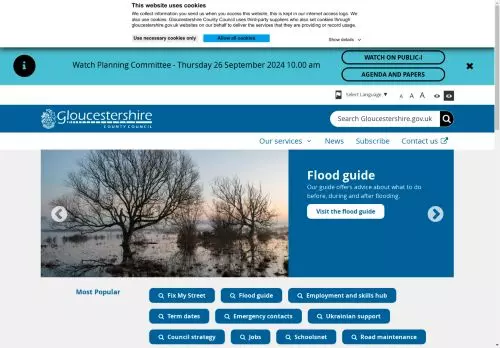 This website uses cookies
We collect information you send us when you access this website, this is kept in our internet access logs. We
also use cookies. Gloucestershire County Council uses third-party suppliers who also set cookies through
gloucestershire.gov.uk websites on our behalf to deliver the services that they are providing or record usage.
Use necessary cookies only
Allow all cookies
Show details
Watch Planning Committee - Thursday 26 September 2024 10.00 am
WATCH ON PUBLIC-I
AGENDA AND PAPERS
Select Language ▼
A A A
Gloucestershire
COUNTY COUNCIL
Search Gloucestershire.gov.uk
Our services
News
Subscribe
Contact us
Flood guide
Our guide offers advice about what to do
before, during and after flooding.
Visit the flood guide
Most Popular
Fix My Street
Flood guide
Employment and skills hub
Term dates
Emergency contacts
Ukrainian support
Council strategy
Jobs
Schoolsnet
Road maintenance